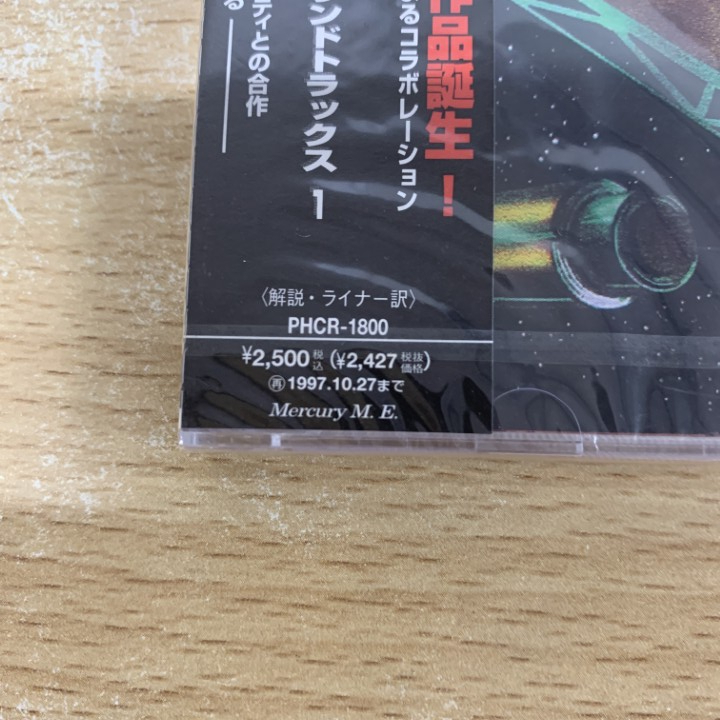 作品誕生！
るコラボレーション
ンドトラックス 1
ティとの合作
る
〈解説・ライナー訳〉
PHCR-1800
¥2,500 税込 (¥2,427 税抜価格)
再 1997.10.27まで
Mercury M. E.